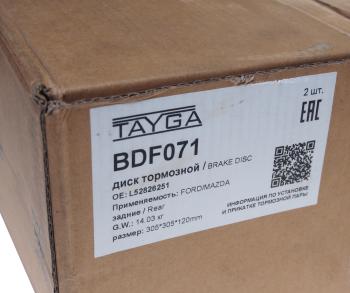 TAYGA
2 шт.
EAC
BDF071
диск тормозной / BRAKE DISC
OE: L52826251
Применяемость: FORD/MAZDA
задние / Rear
G.W.: 14.03 кг
размер: 305*305*120mm
ИНФОРМАЦИЯ ПО УСТАНОВКЕ
И ПРИКАТКЕ ТОРМОЗНОЙ ПАРЫ